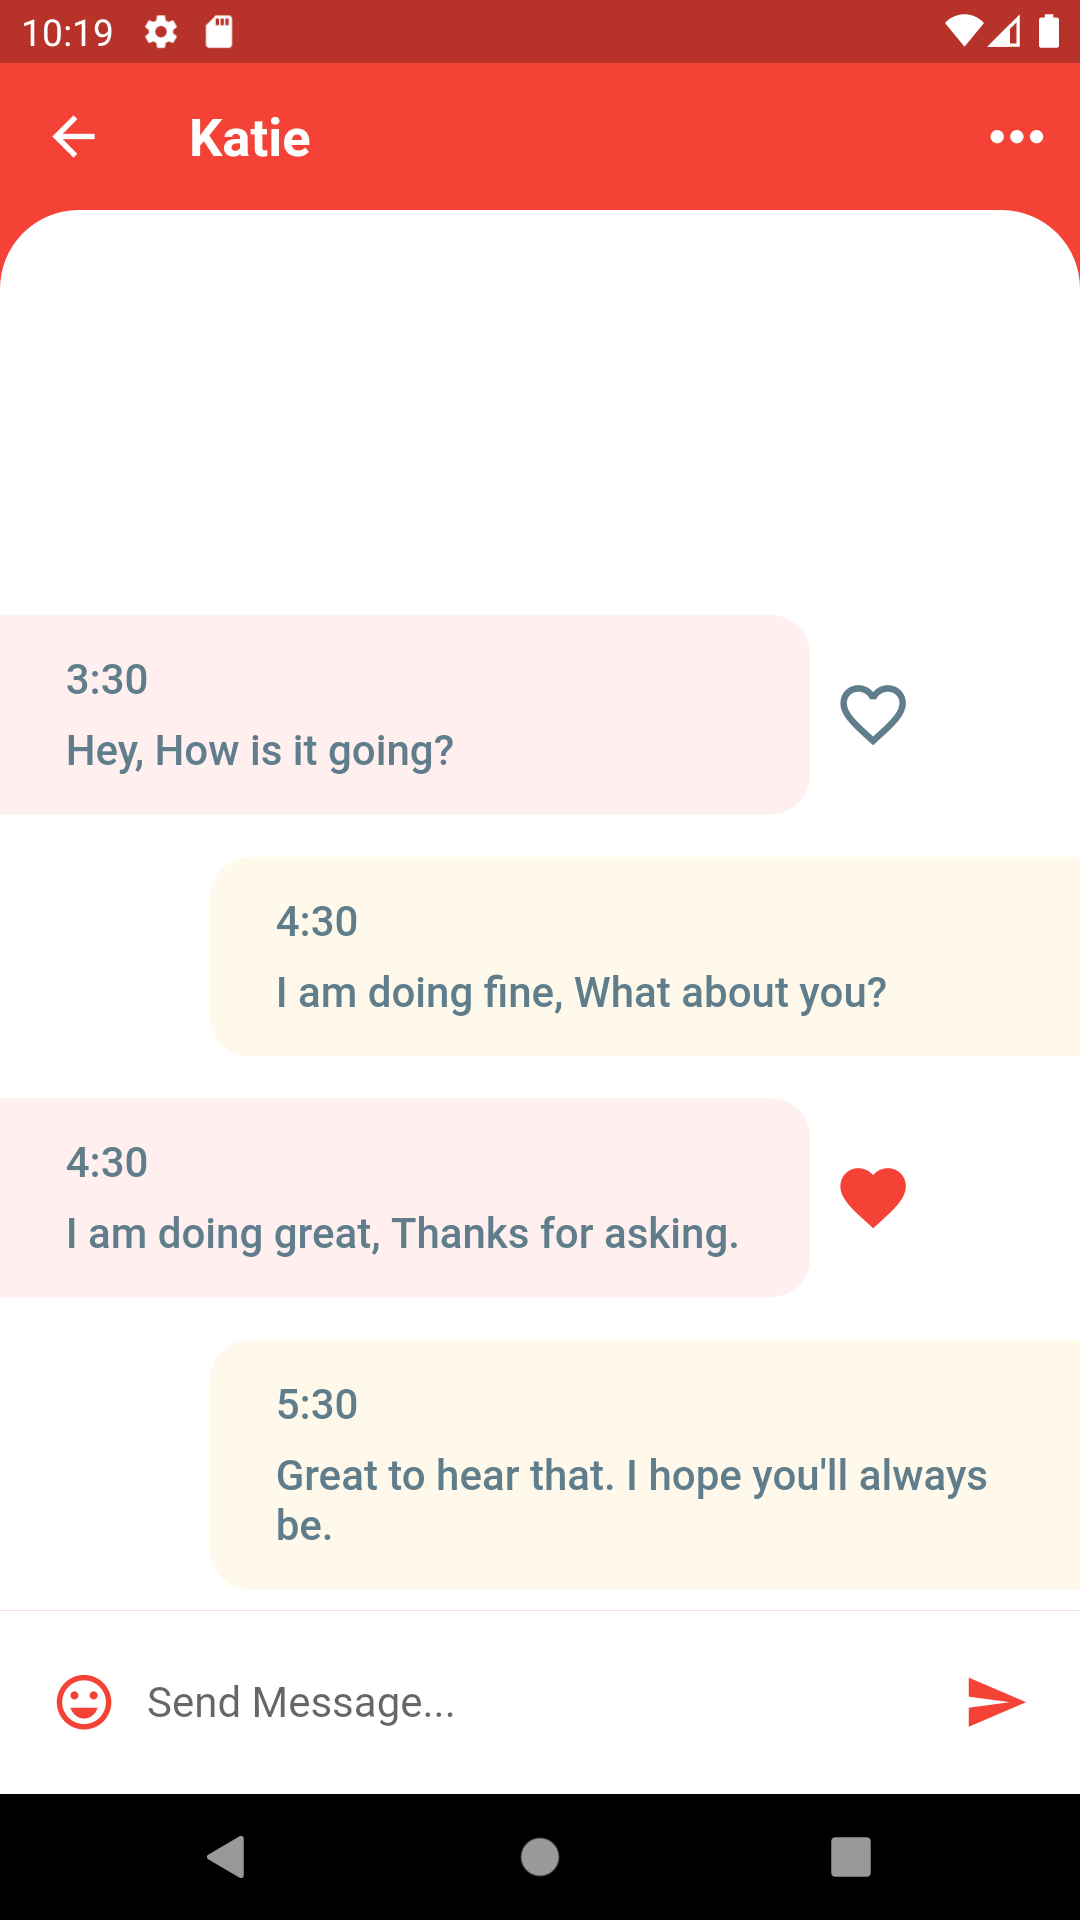 10:19
Katie
3:30
Hey, How is it going?
4:30
I am doing fine, What about you?
4:30
I am doing great, Thanks for asking.
5:30
Great to hear that. I hope you'll always
be.
Send Message...